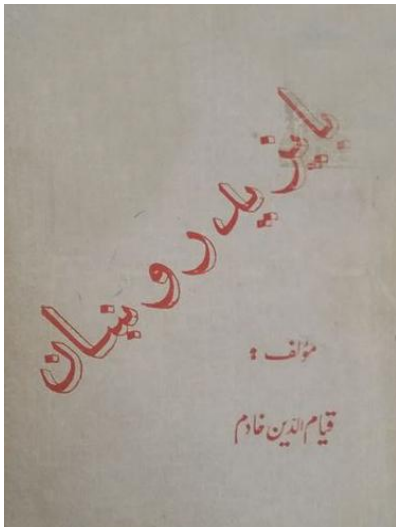 بایزید روښان
مؤلف :
قیام الدین خادم